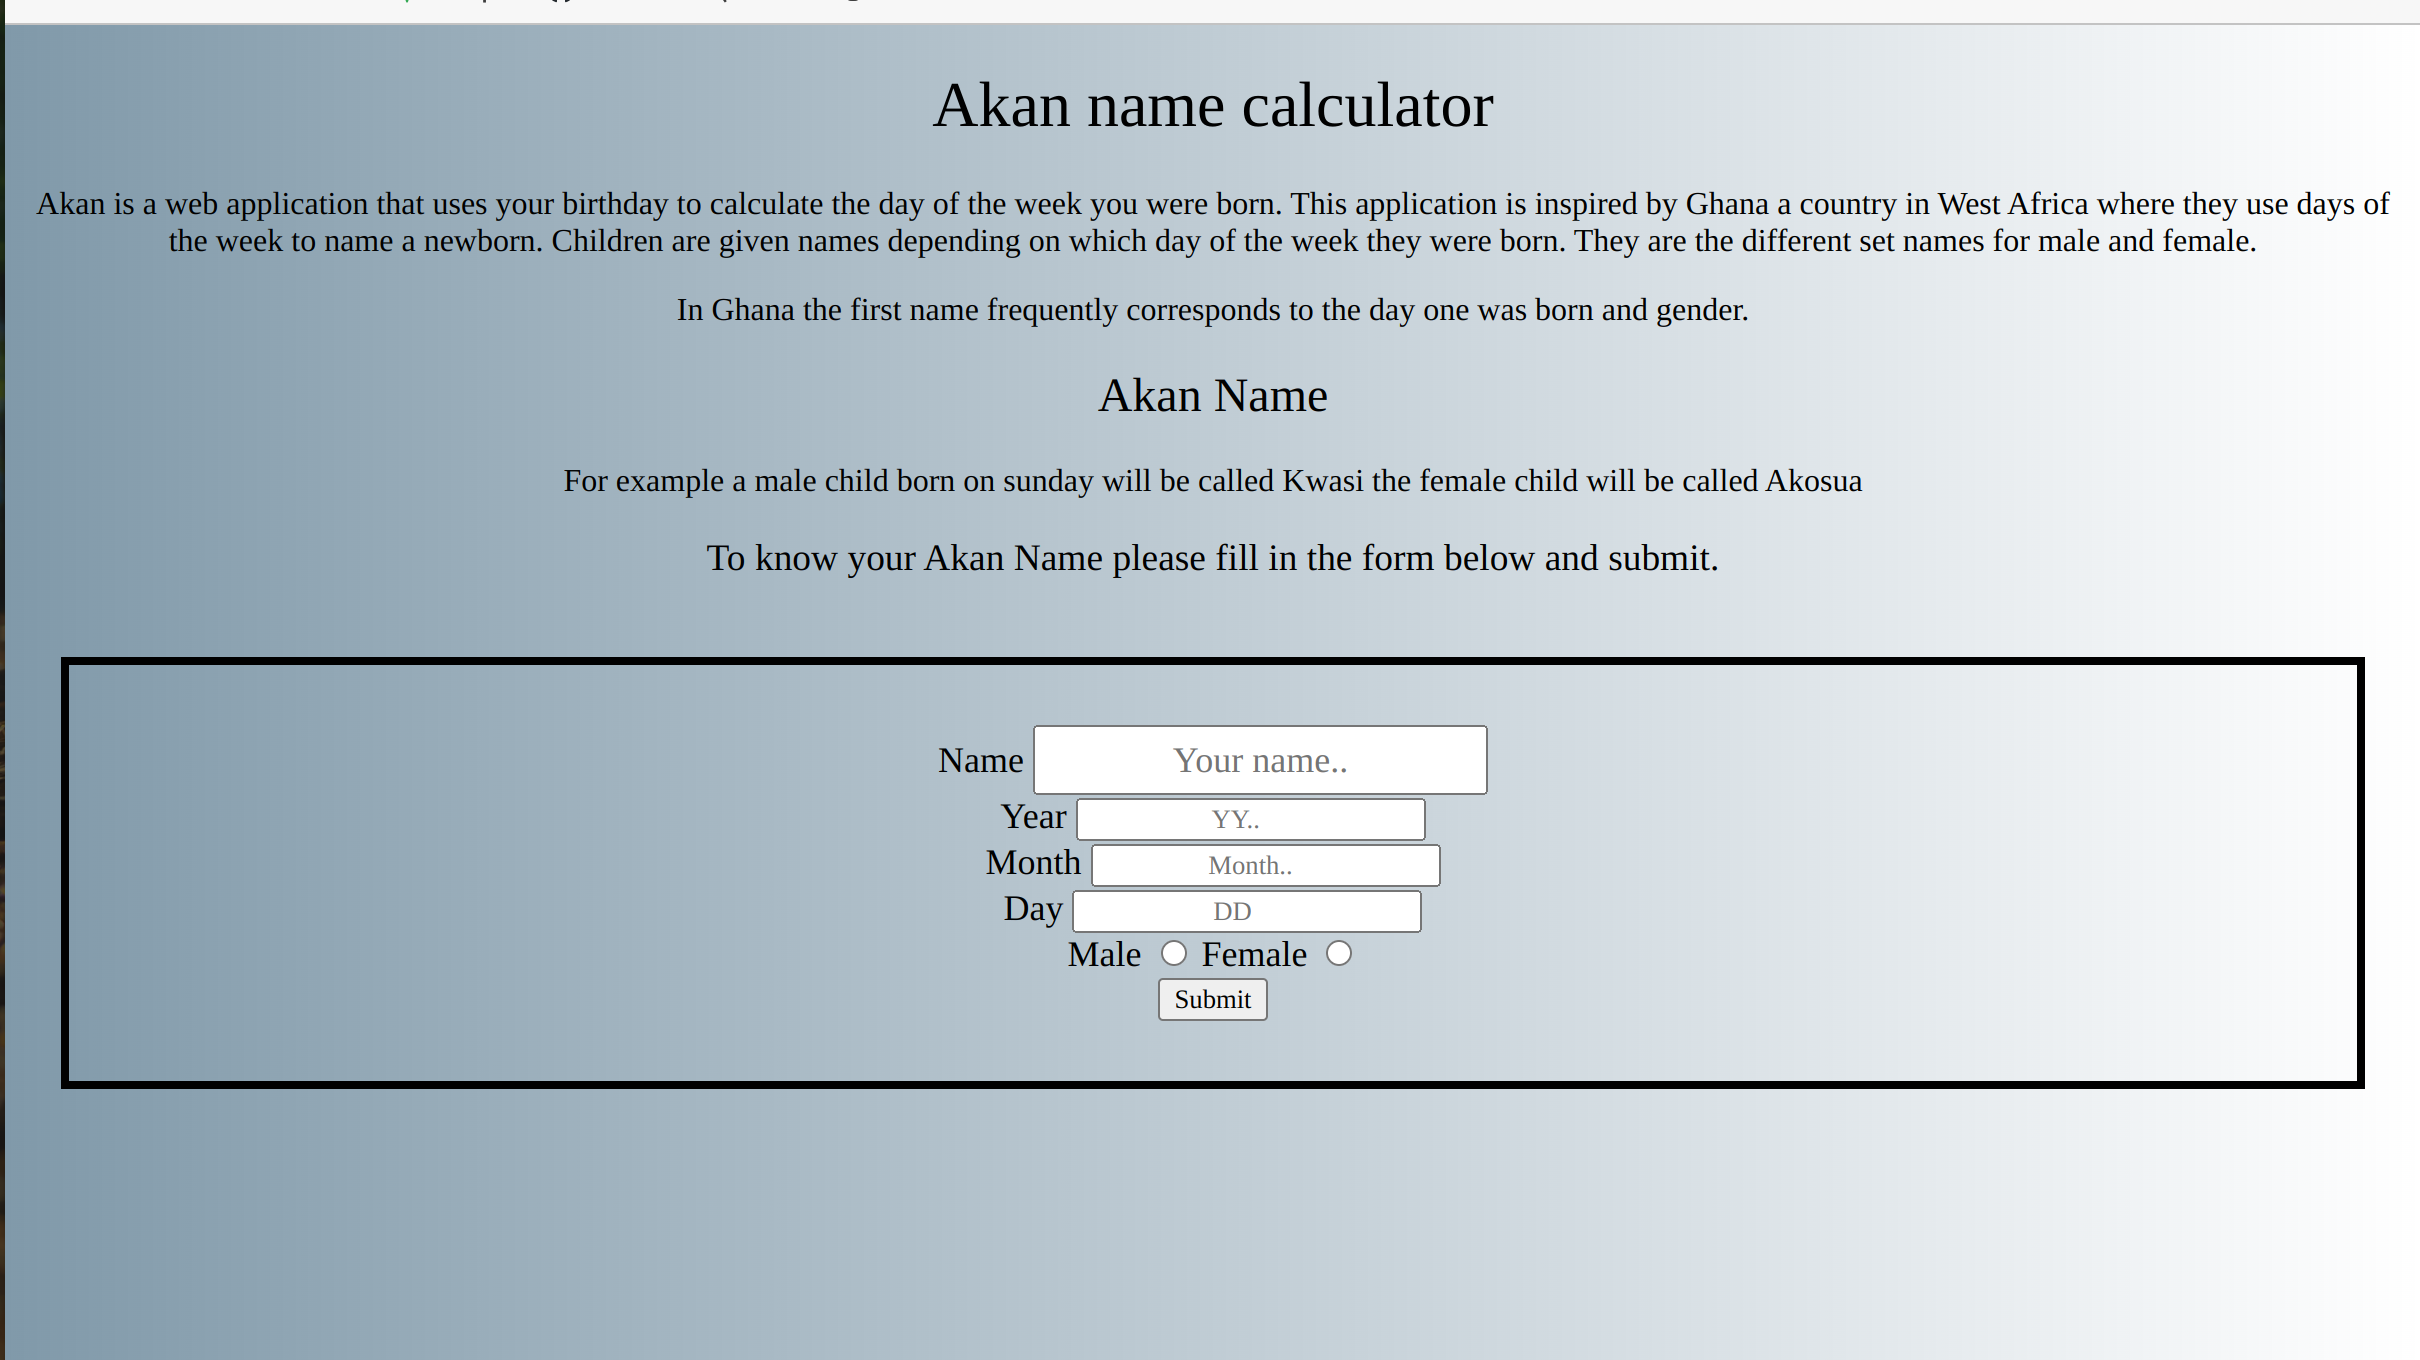 Akan name calculator
Akan is a web application that uses your birthday to calculate the day of the week you were born. This application is inspired by Ghana a country in West Africa where they use days of
the week to name a newborn. Children are given names depending on which day of the week they were born. They are the different set names for male and female.
In Ghana the first name frequently corresponds to the day one was born and gender.
Akan Name
For example a male child born on sunday will be called Kwasi the female child will be called Akosua
To know your Akan Name please fill in the form below and submit.
Name Your name..
Year YY..
Month Month..
Day DD
Male Female
Submit